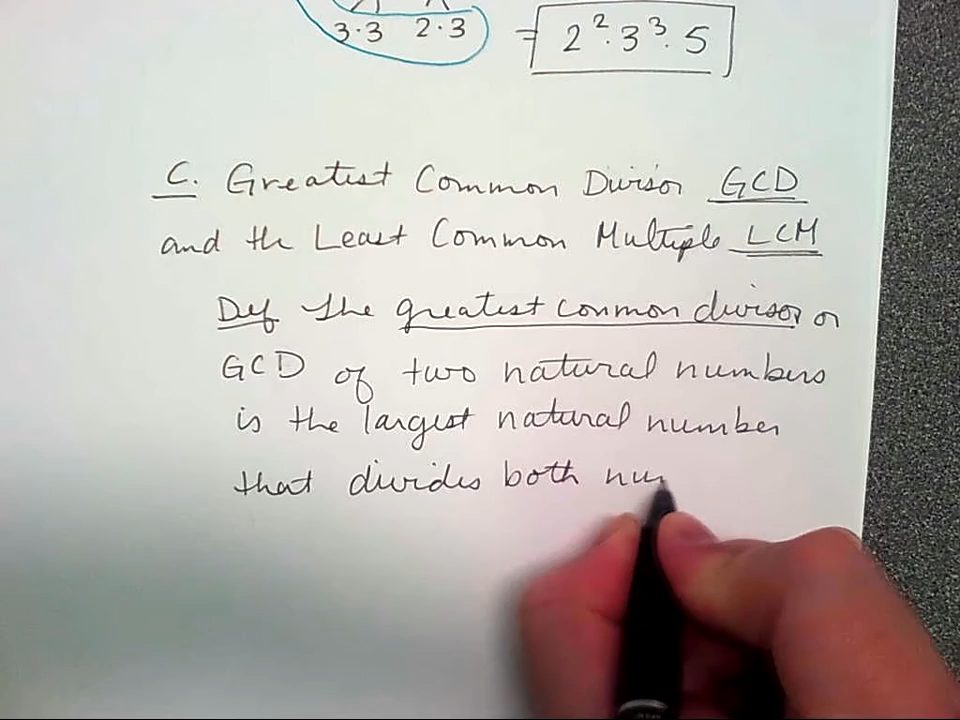 3·3 2·3 = 2²·3³·5
C. Greatest Common Divisor GCD
and the Least Common Multiple LCM
Def The greatest common divisor or
GCD of two natural numbers
is the largest natural number
that divides both nu